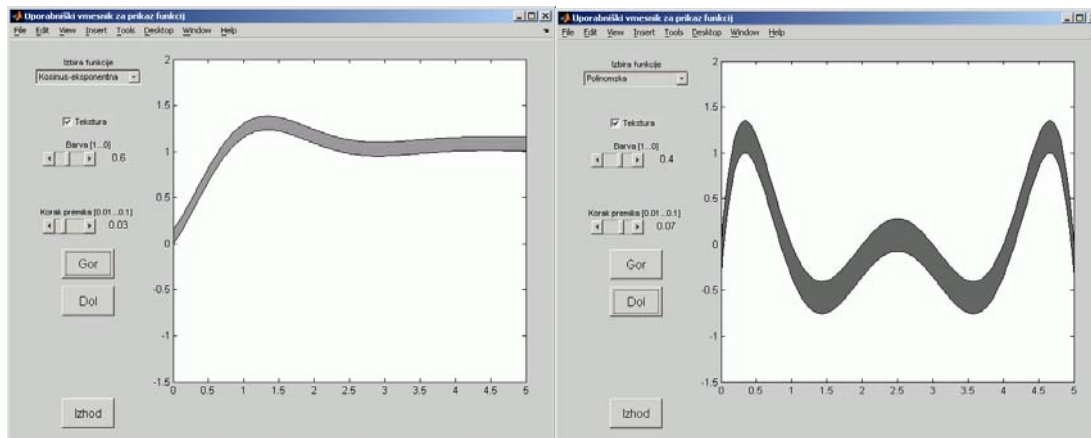 Uporabniški vmesnik za prikaz funkcij
File Edit View Insert Tools Desktop Window Help
Izbira funkcije
Kosinus-eksponentna
Tekstura
Barva [1...0]
0.6
Korak premika [0.01...0.1]
0.03
Gor
Dol
Izhod
2
1.5
1
0.5
0
-0.5
-1
-1.5
0 0.5 1 1.5 2 2.5 3 3.5 4 4.5 5
Uporabniški vmesnik za prikaz funkcij
File Edit View Insert Tools Desktop Window Help
Izbira funkcije
Polinomska
Tekstura
Barva [1...0]
0.4
Korak premika [0.01...0.1]
0.07
Gor
Dol
Izhod
2
1.5
1
0.5
0
-0.5
-1
-1.5
0 0.5 1 1.5 2 2.5 3 3.5 4 4.5 5